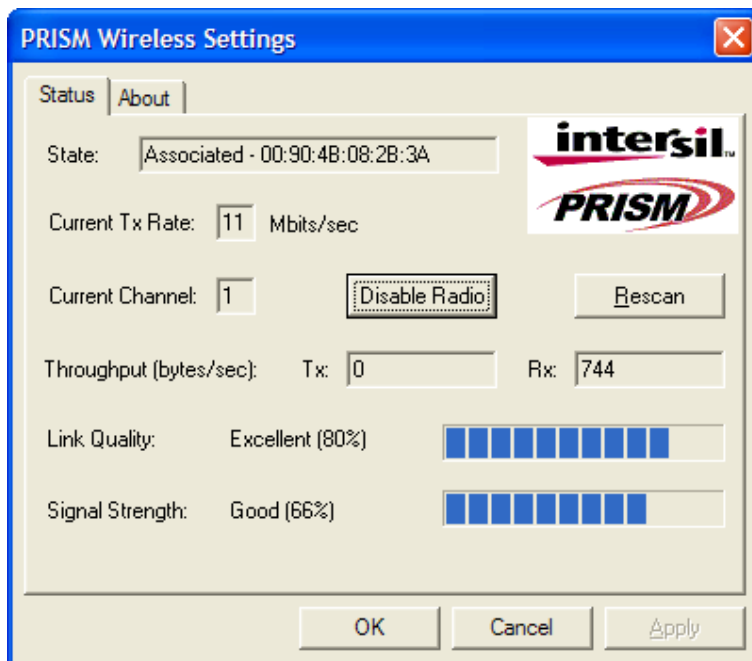 PRISM Wireless Settings
Status About
State: Associated - 00:90:4B:08:2B:3A
intersil™
PRISM
Current Tx Rate: 11 Mbits/sec
Current Channel: 1 Disable Radio Rescan
Throughput (bytes/sec): Tx: 0 Rx: 744
Link Quality: Excellent (80%)
Signal Strength: Good (66%)
OK Cancel Apply